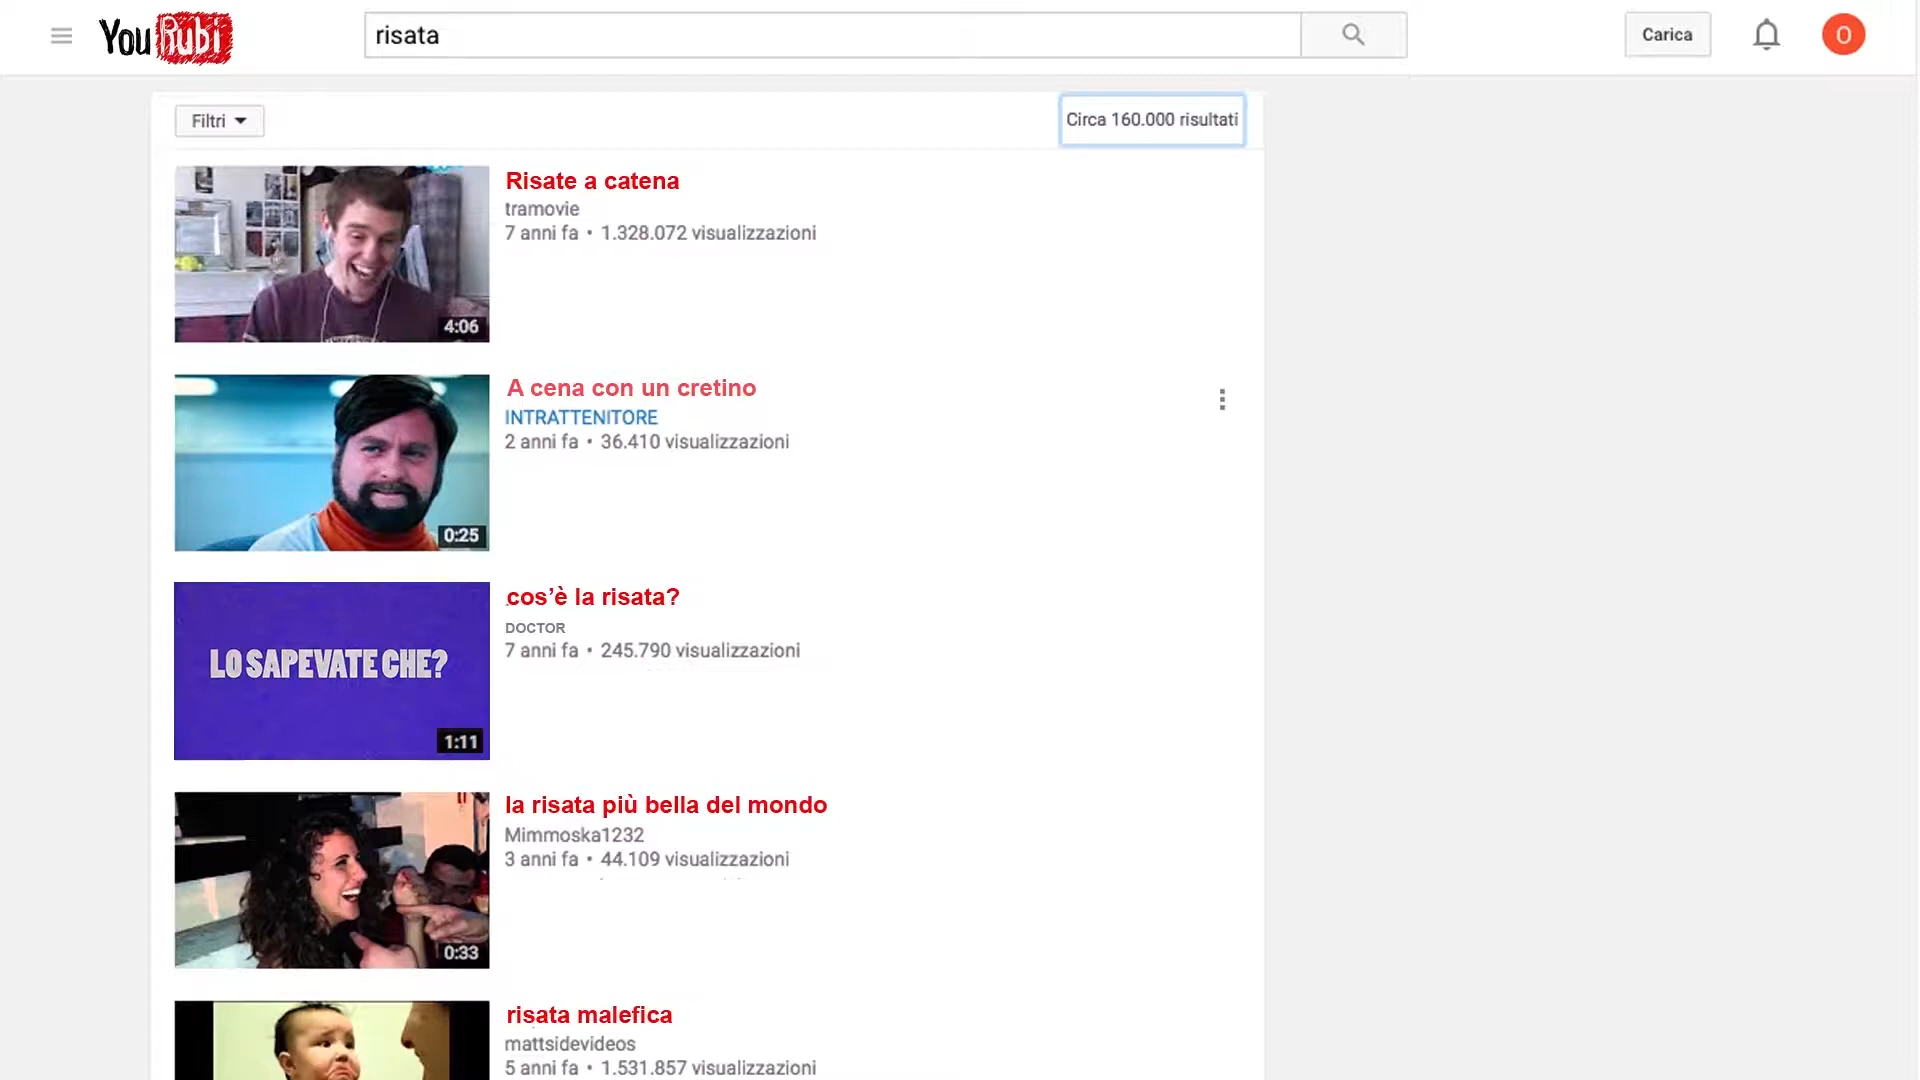 YouRubi
risata
Carica
O
Filtri
Circa 160.000 risultati
Risate a catena
tramovie
7 anni fa • 1.328.072 visualizzazioni
4:06
A cena con un cretino
INTRATTENITORE
2 anni fa • 36.410 visualizzazioni
0:25
cos’è la risata?
DOCTOR
7 anni fa • 245.790 visualizzazioni
LO SAPEVATE CHE?
1:11
la risata più bella del mondo
Mimmoska1232
3 anni fa • 44.109 visualizzazioni
0:33
risata malefica
mattsidevideos
5 anni fa • 1.531.857 visualizzazioni